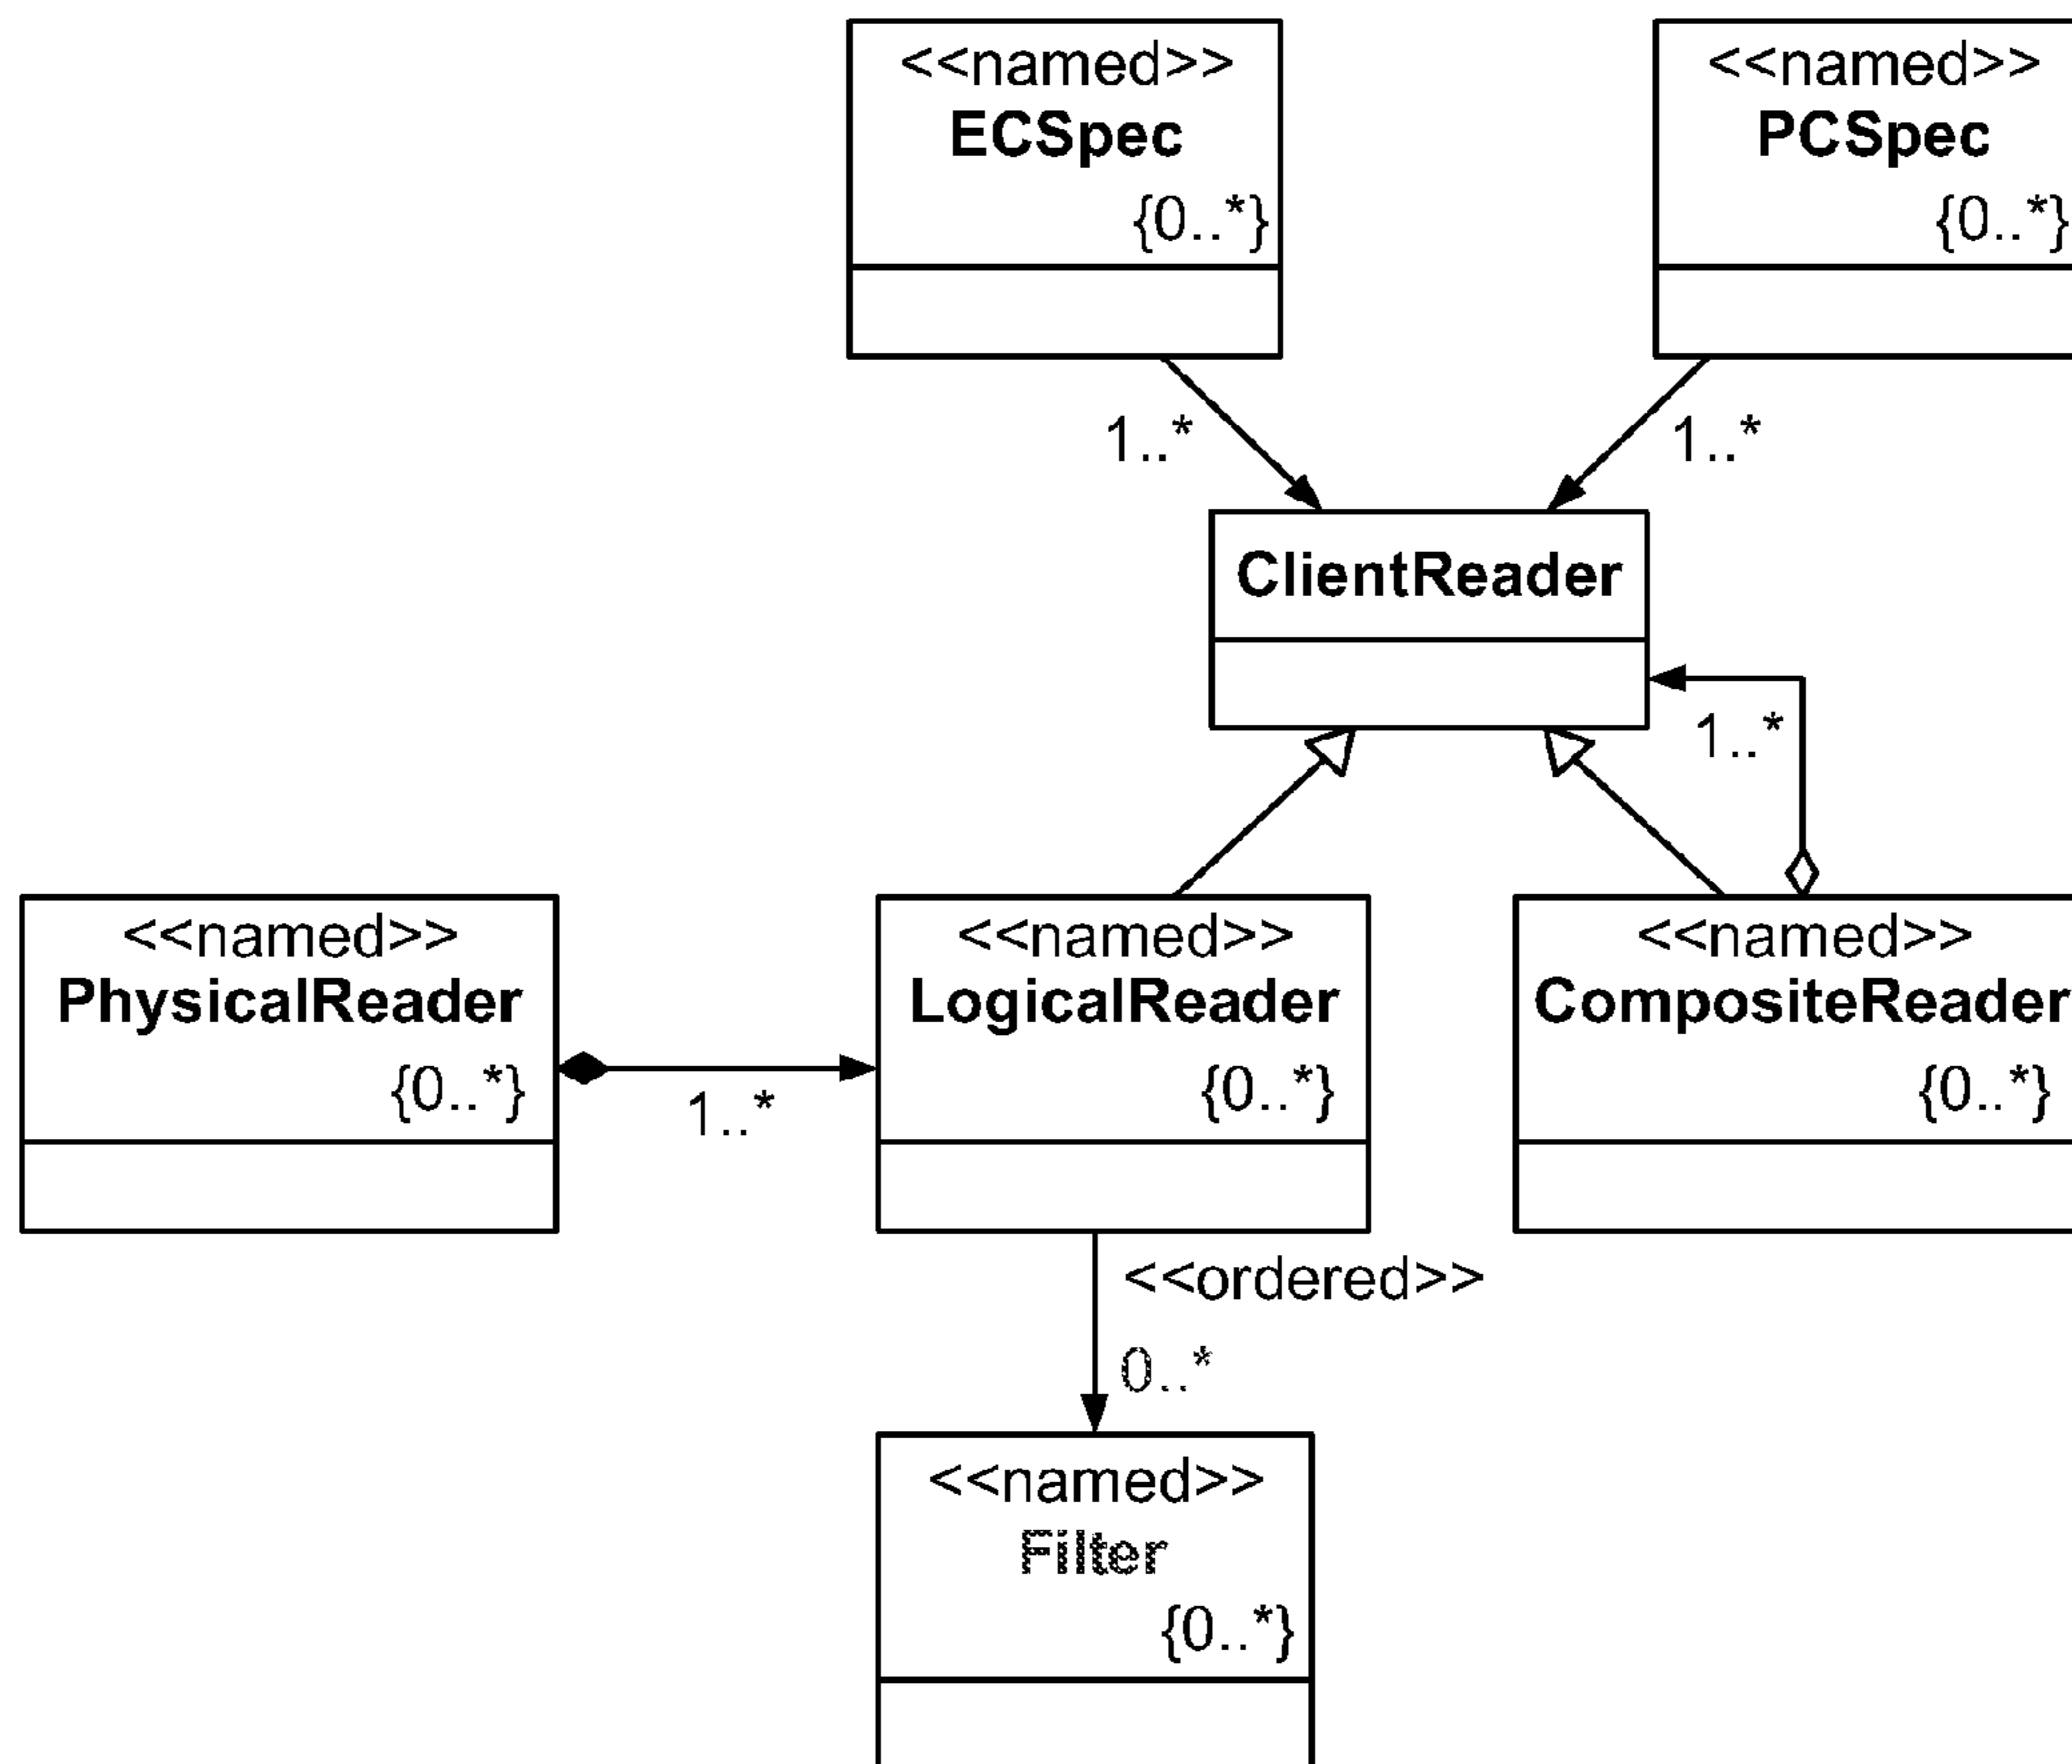 <<named>>
ECSpec
{0..*}
<<named>>
PCSpec
{0..*}
1..*
1..*
ClientReader
1..*
<<named>>
PhysicalReader
{0..*}
1..*
<<named>>
LogicalReader
{0..*}
<<named>>
CompositeReader
{0..*}
<<ordered>>
0..*
<<named>>
Filter
{0..*}